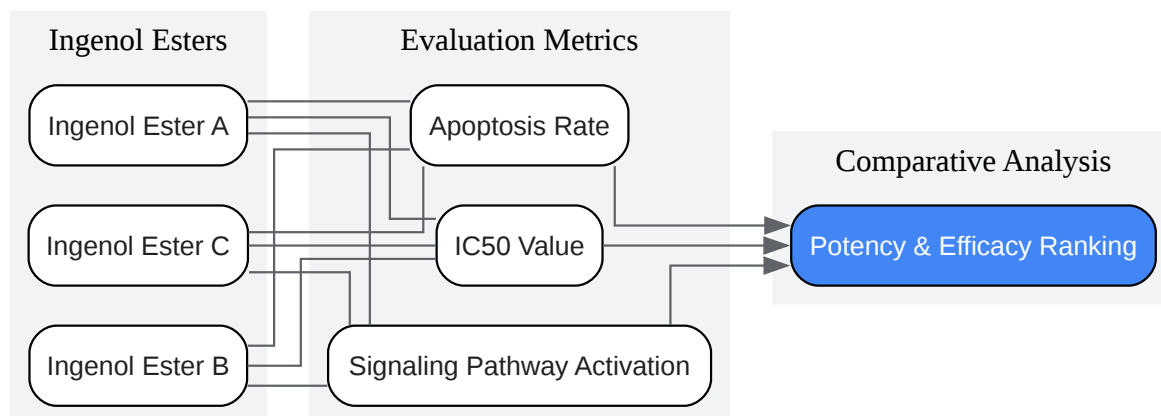 Ingenol Esters
Ingenol Ester A
Ingenol Ester C
Ingenol Ester B
Evaluation Metrics
Apoptosis Rate
IC50 Value
Signaling Pathway Activation
Comparative Analysis
Potency & Efficacy Ranking